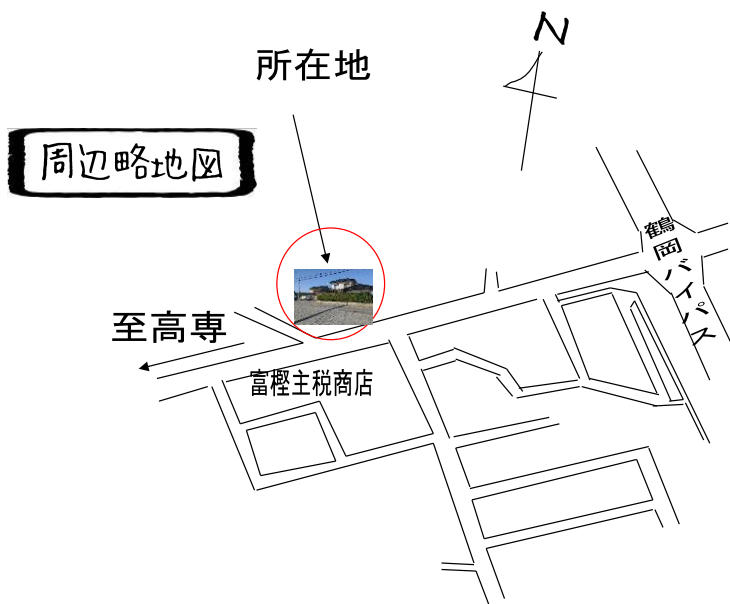 N
所在地
周辺略地図
鶴岡バイパス
至高専
富樫主税商店